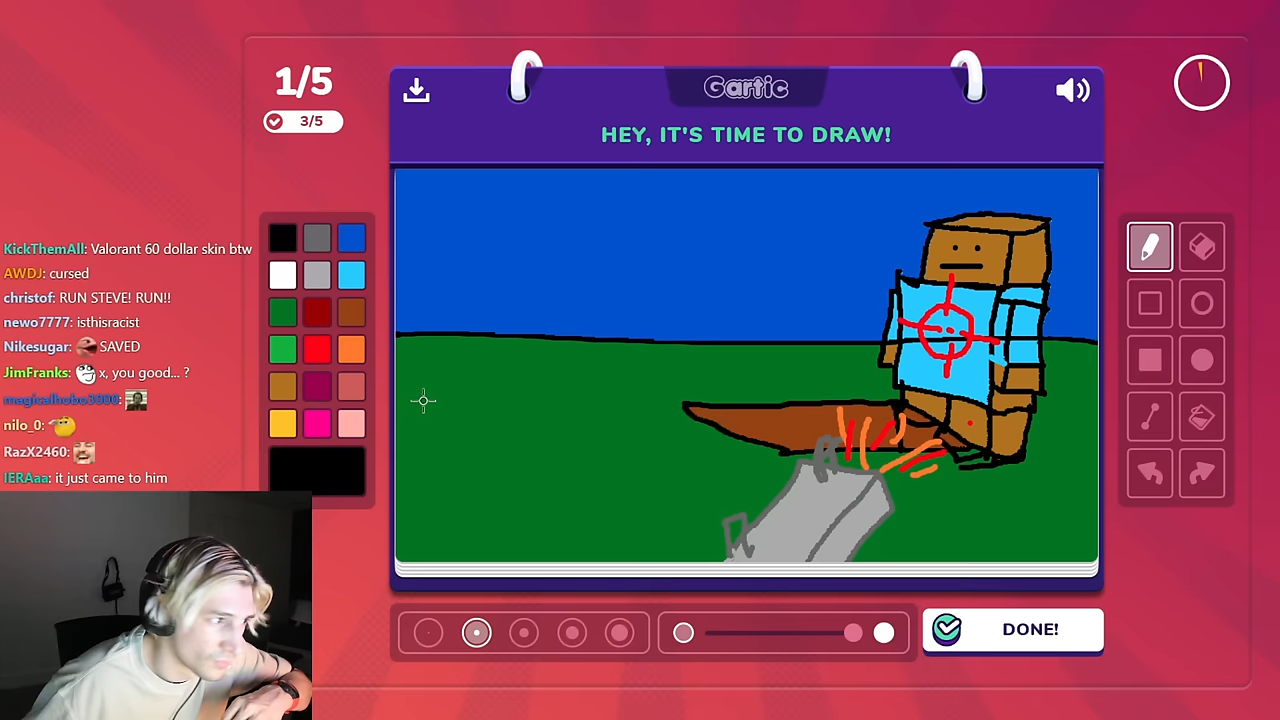 1/5
3/5
Gartic
HEY, IT'S TIME TO DRAW!
KickThemAll: Valorant 60 dollar skin btw
AWDJ: cursed
christof: RUN STEVE! RUN!!
newo7777: isthisracist
Nikesugar: SAVED
JimFranks: x, you good... ?
magicalhobo3900:
nilo_0:
RazX2460:
IERAaa: it just came to him
DONE!